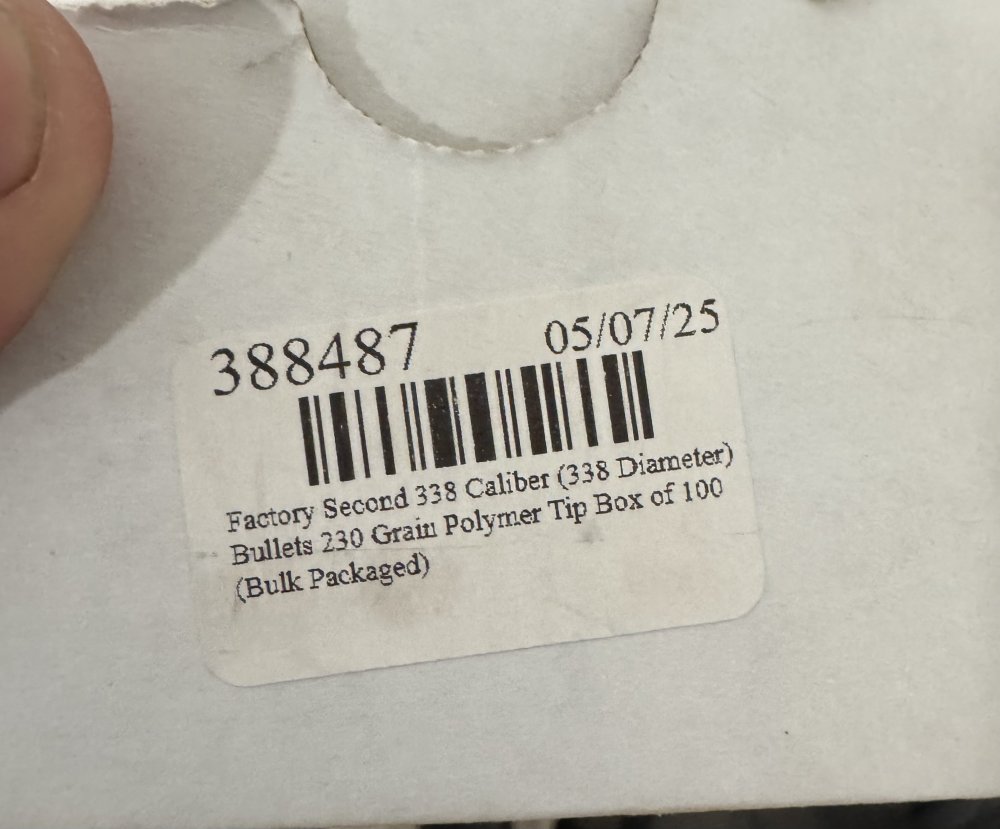 388487 05/07/25
Factory Second 338 Caliber (338 Diameter)
Bullets 230 Grain Polymer Tip Box of 100
(Bulk Packaged)